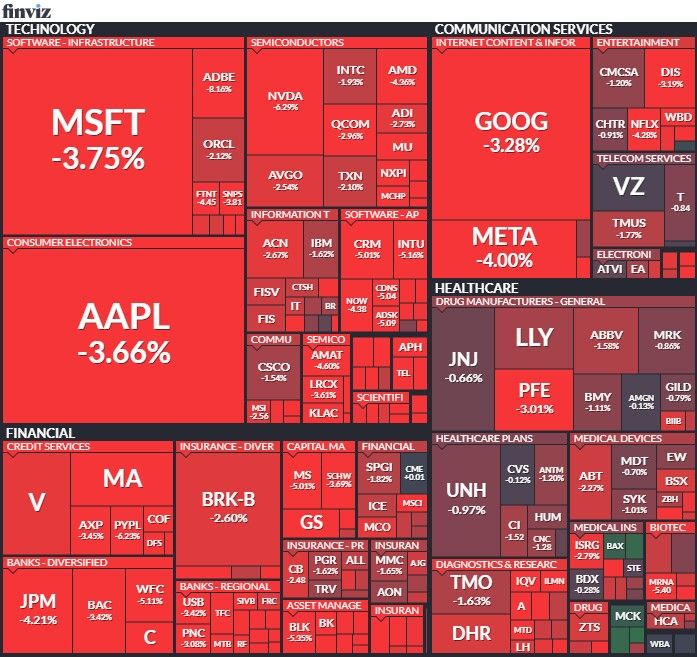 finviz
TECHNOLOGY
SOFTWARE - INFRASTRUCTURE
MSFT
-3.75%
ADBE
-8.16%
ORCL
-2.12%
FTNT
-4.45
SNPS
-3.81
SEMICONDUCTORS
NVDA
-6.29%
INTC
-1.93%
AMD
-4.36%
QCOM
-2.96%
ADI
-2.73%
MU
AVGO
-2.54%
TXN
-2.10%
NXPI
MCHP
CONSUMER ELECTRONICS
AAPL
-3.66%
INFORMATION T
ACN
-2.67%
IBM
-1.62%
FISV
CTSH
IT
BR
FIS
SOFTWARE - AP
CRM
-5.01%
INTU
-5.16%
NOW
-4.38
CDNS
-5.04
ADSK
-5.09
COMMU
CSCO
-1.54%
MSI
-2.56
SEMICO
AMAT
-4.60%
LRCX
-3.61%
KLAC
APH
TEL
SCIENTIFI
COMMUNICATION SERVICES
INTERNET CONTENT & INFOR
GOOG
-3.28%
META
-4.00%
ENTERTAINMENT
CMCSA
-1.20%
DIS
-3.19%
CHTR
-0.91%
NFLX
-4.28%
WBD
TELECOM SERVICES
VZ
T
-0.84
TMUS
-1.77%
ELECTRONI
ATVI
EA
FINANCIAL
CREDIT SERVICES
V
MA
AXP
-3.45%
PYPL
-6.23%
COF
DFS
BANKS - DIVERSIFIED
JPM
-4.21%
BAC
-3.42%
WFC
-5.11%
C
INSURANCE - DIVER
BRK-B
-2.60%
BANKS - REGIONAL
USB
-3.42%
TFC
SIVB
FRC
PNC
-3.08%
MTB
RF
CAPITAL MA
MS
-5.01%
SCHW
-3.69%
GS
FINANCIAL
SPGI
-1.82%
CME
+0.01
ICE
MSCI
MCO
INSURANCE - PR
CB
-2.48
PGR
-1.62%
ALL
TRV
INSURAN
MMC
-1.65%
AJG
AON
ASSET MANAGE
BLK
-5.35%
BK
INSURAN
HEALTHCARE
DRUG MANUFACTURERS - GENERAL
JNJ
-0.66%
LLY
ABBV
-1.58%
MRK
-0.86%
PFE
-3.01%
BMY
-1.11%
AMGN
-0.13%
GILD
-0.79%
BIIB
HEALTHCARE PLANS
UNH
-0.97%
CVS
-0.12%
ANTM
-1.20%
CI
-1.52
HUM
CNC
-1.28
MEDICAL DEVICES
ABT
-2.27%
MDT
-0.70%
EW
BSX
SYK
-1.01%
ZBH
DIAGNOSTICS & RESEARC
TMO
-1.63%
IQV
ILMN
A
DHR
MTD
LH
MEDICAL INS
ISRG
-2.79%
BAX
STE
BDX
-0.28%
BIOTEC
MRNA
-5.40
DRUG
ZTS
MCK
MEDICA
HCA
WBA